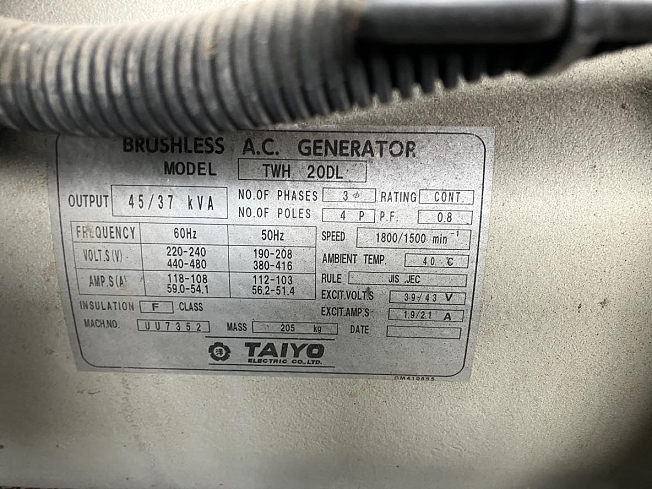 BRUSHLESS A.C. GENERATOR
MODEL TWH 20DL
OUTPUT 45/37 kVA
NO.OF PHASES 3φ RATING CONT.
NO.OF POLES 4 P P.F. 0.8
FREQUENCY 60Hz 50Hz
VOLT.S(V) 220-240 190-208
440-480 380-416
AMP.S(A) 118-108 112-103
59.0-54.1 56.2-51.4
SPEED 1800/1500 min⁻¹
AMBIENT TEMP. 40 ℃
RULE JIS JEC
EXCIT.VOLT.S 39/43 V
EXCIT.AMP.S 1.9/2.1 A
INSULATION F CLASS
MACH.NO. UU7352 MASS 205 kg DATE
TAIYO
ELECTRIC CO.,LTD.